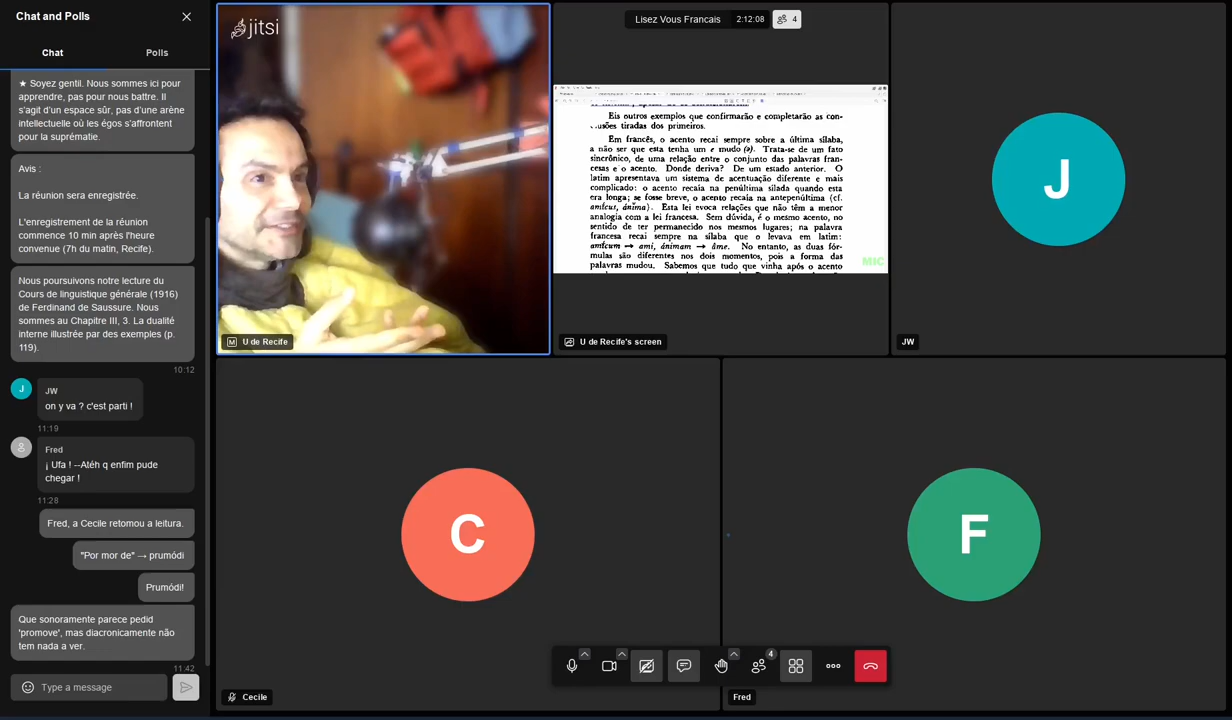 Chat and Polls
Chat
Polls
★ Soyez gentil. Nous sommes ici pour
apprendre, pas pour nous battre. Il
s'agit d'un espace sûr, pas d'une arène
intellectuelle où les égos s'affrontent
pour la suprématie.
Avis :
La réunion sera enregistrée.
L'enregistrement de la réunion
commence 10 min après l'heure
convenue (7h du matin, Recife).
Nous poursuivons notre lecture du
Cours de linguistique générale (1916)
de Ferdinand de Saussure. Nous
sommes au Chapitre III, 3. La dualité
interne illustrée par des exemples (p.
119).
10:12
J
JW
on y va ? c'est parti !
11:19
Fred
¡ Ufa ! --Atéh q enfim pude
chegar !
11:28
Fred, a Cecile retomou a leitura.
"Por mor de" → prumódi
Prumódi!
Que sonoramente parece pedid
'promove', mas diacronicamente não
tem nada a ver.
11:42
Type a message
jitsi
U de Recife
Lisez Vous Francais
2:12:08
4
Eis outros exemplos que confirmarão e completarão as con-
clusões tiradas dos primeiros.
Em francês, o acento recai sempre sobre a última sílaba,
a não ser que esta tenha um e mudo (ə). Trata-se de um fato
sincrônico, de uma relação entre o conjunto das palavras fran-
cesas e o acento. Donde deriva? De um estado anterior. O
latim apresentava um sistema de acentuação diferente e mais
complicado: o acento recaía na penúltima sílada quando esta
era longa; se fosse breve, o acento recaía na antepenúltima (cf.
amīcus, ánĭma). Esta lei evoca relações que não têm a menor
analogia com a lei francesa. Sem dúvida, é o mesmo acento, no
sentido de ter permanecido nos mesmos lugares; na palavra
francesa recai sempre na sílaba que o levava em latim:
amīcum → ami, ánimam → âme. No entanto, as duas fór-
mulas são diferentes nos dois momentos, pois a forma das
palavras mudou. Sabemos que tudo que vinha após o acento
MIC
U de Recife's screen
J
JW
C
Cecile
F
Fred
4